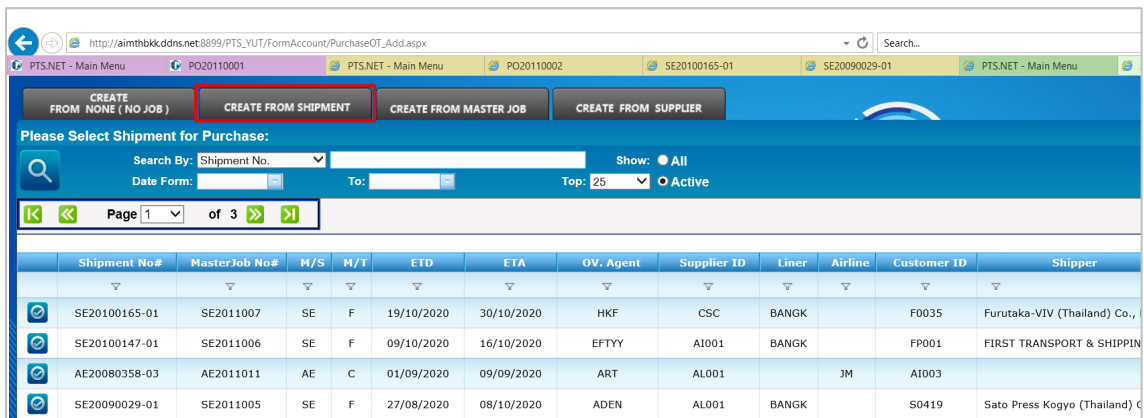 http://aimthbkk.ddns.net:8899/PTS_YUT/FormAccount/PurchaseOT_Add.aspx Search...
PTS.NET - Main Menu PO20110001 PTS.NET - Main Menu PO20110002 SE20100165-01 SE20090029-01 PTS.NET - Main Menu
CREATE
FROM NONE ( NO JOB ) CREATE FROM SHIPMENT CREATE FROM MASTER JOB CREATE FROM SUPPLIER
Please Select Shipment for Purchase:
Search By: Shipment No. Show: All
Date Form: To: Top: 25 Active
Page 1 of 3
Shipment No# MasterJob No# M/S M/T ETD ETA OV. Agent Supplier ID Liner Airline Customer ID Shipper
SE20100165-01 SE2011007 SE F 19/10/2020 30/10/2020 HKF CSC BANGK F0035 Furutaka-VIV (Thailand) Co.,
SE20100147-01 SE2011006 SE F 09/10/2020 16/10/2020 EFTYY AI001 BANGK FP001 FIRST TRANSPORT & SHIPPIN
AE20080358-03 AE2011011 AE C 01/09/2020 09/09/2020 ART AL001 JM AI003
SE20090029-01 SE2011005 SE F 27/08/2020 08/10/2020 ADEN AL001 BANGK S0419 Sato Press Kogyo (Thailand)